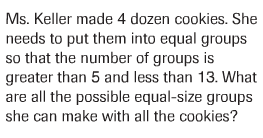 Ms. Keller made 4 dozen cookies. She
needs to put them into equal groups
so that the number of groups is
greater than 5 and less than 13. What
are all the possible equal-size groups
she can make with all the cookies?